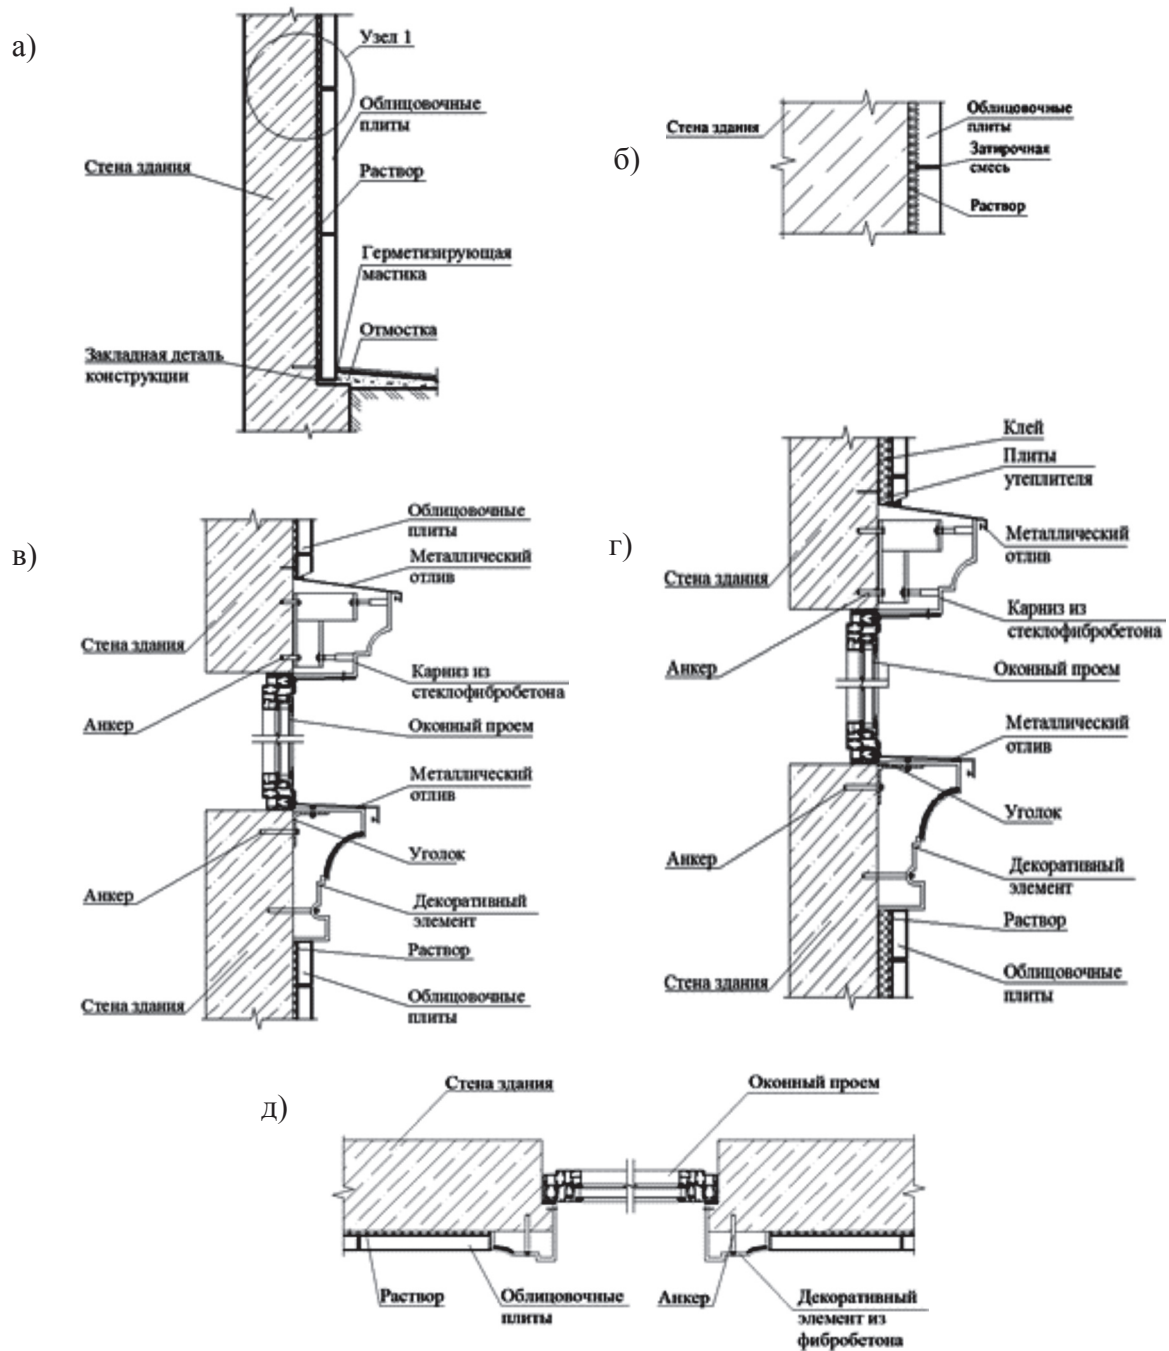 а)
Узел 1
Облицовочные
плиты
Стена здания
Раствор
Герметизирующая
мастика
Отмостка
Закладная деталь
конструкции
б)
Стена здания
Облицовочные
плиты
Затирочная
смесь
Раствор
в)
Облицовочные
плиты
Металлический
отлив
Стена здания
Карниз из
стеклофибробетона
Анкер
Оконный проем
Металлический
отлив
Уголок
Анкер
Декоративный
элемент
Раствор
Стена здания
Облицовочные
плиты
г)
Клей
Плиты
утеплителя
Металлический
отлив
Стена здания
Карниз из
стеклофибробетона
Анкер
Оконный проем
Металлический
отлив
Уголок
Анкер
Декоративный
элемент
Раствор
Стена здания
Облицовочные
плиты
д)
Стена здания
Оконный проем
Раствор
Облицовочные
плиты
Анкер
Декоративный
элемент из
фибробетона